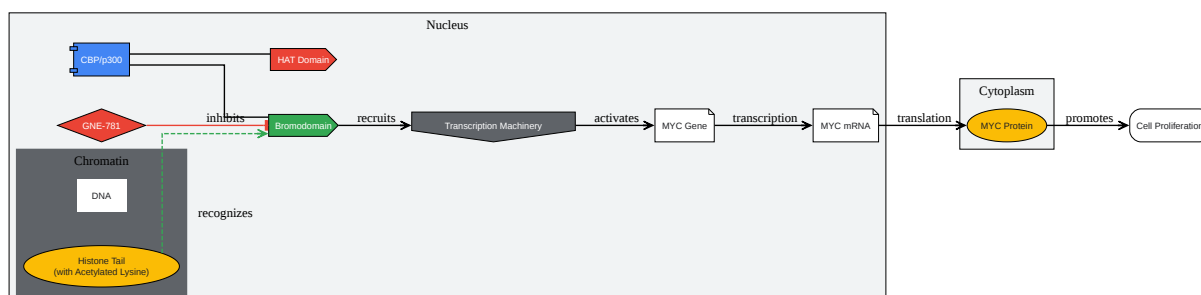 Nucleus
CBP/p300
HAT Domain
Cytoplasm
GNE-781
inhibits
Bromodomain
recruits
Transcription Machinery
activates
MYC Gene
transcription
MYC mRNA
translation
MYC Protein
promotes
Cell Proliferation
Chromatin
DNA
recognizes
Histone Tail
(with Acetylated Lysine)